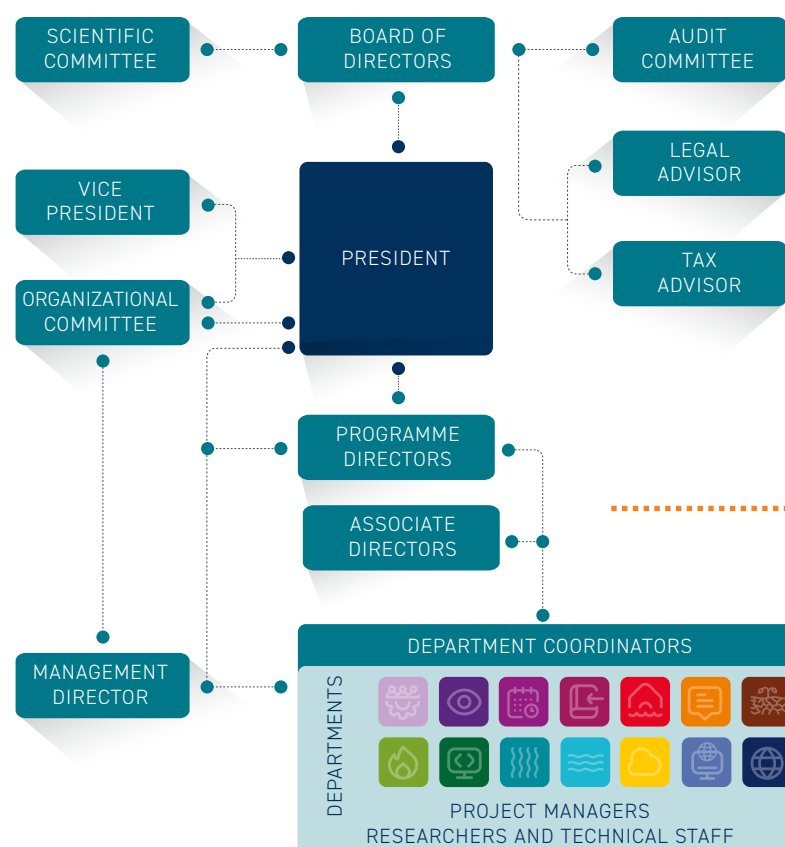 SCIENTIFIC
COMMITTEE
BOARD OF
DIRECTORS
AUDIT
COMMITTEE
LEGAL
ADVISOR
VICE
PRESIDENT
PRESIDENT
TAX
ADVISOR
ORGANIZATIONAL
COMMITTEE
PROGRAMME
DIRECTORS
ASSOCIATE
DIRECTORS
MANAGEMENT
DIRECTOR
DEPARTMENT COORDINATORS
DEPARTMENTS
PROJECT MANAGERS
RESEARCHERS AND TECHNICAL STAFF